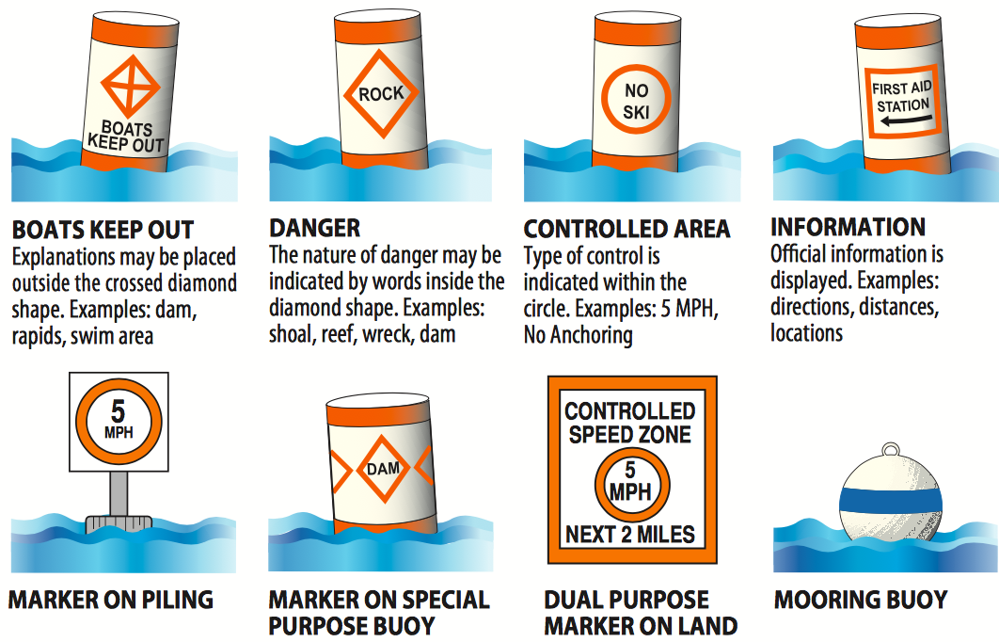 BOATS
KEEP OUT
ROCK
NO
SKI
FIRST AID
STATION
BOATS KEEP OUT
Explanations may be placed
outside the crossed diamond
shape. Examples: dam,
rapids, swim area
DANGER
The nature of danger may be
indicated by words inside the
diamond shape. Examples:
shoal, reef, wreck, dam
CONTROLLED AREA
Type of control is
indicated within the
circle. Examples: 5 MPH,
No Anchoring
INFORMATION
Official information is
displayed. Examples:
directions, distances,
locations
5
MPH
DAM
CONTROLLED
SPEED ZONE
5
MPH
NEXT 2 MILES
MARKER ON PILING
MARKER ON SPECIAL
PURPOSE BUOY
DUAL PURPOSE
MARKER ON LAND
MOORING BUOY